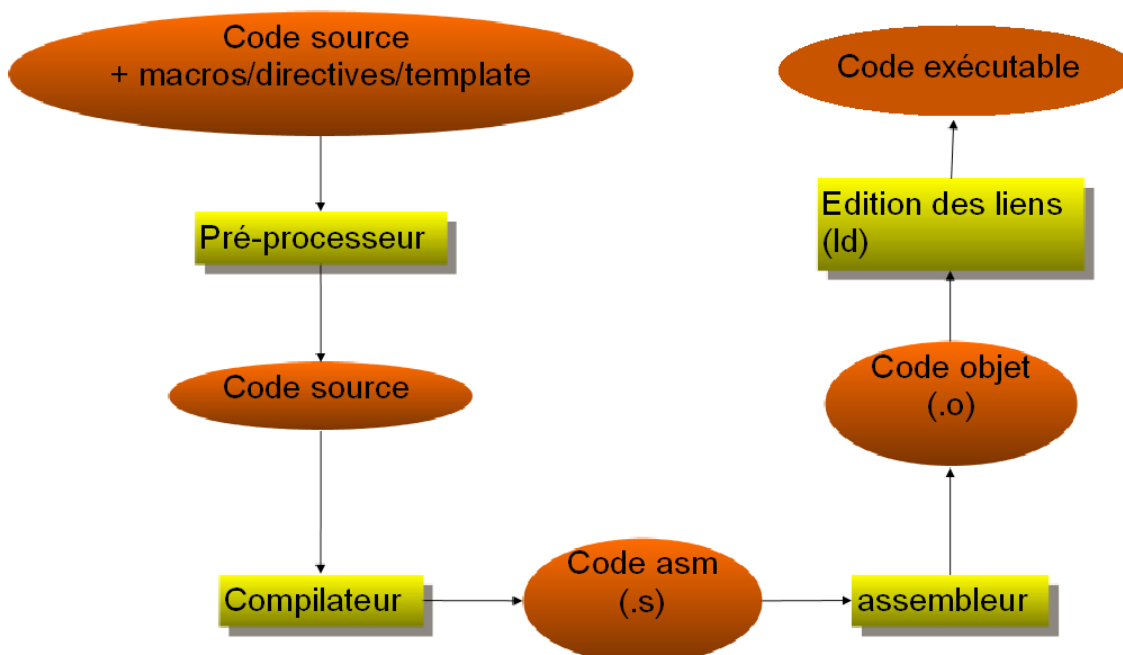 Code source
+ macros/directives/template
Pré-processeur
Code source
Compilateur
Code asm
(.s)
assembleur
Code objet
(.o)
Edition des liens
(ld)
Code exécutable